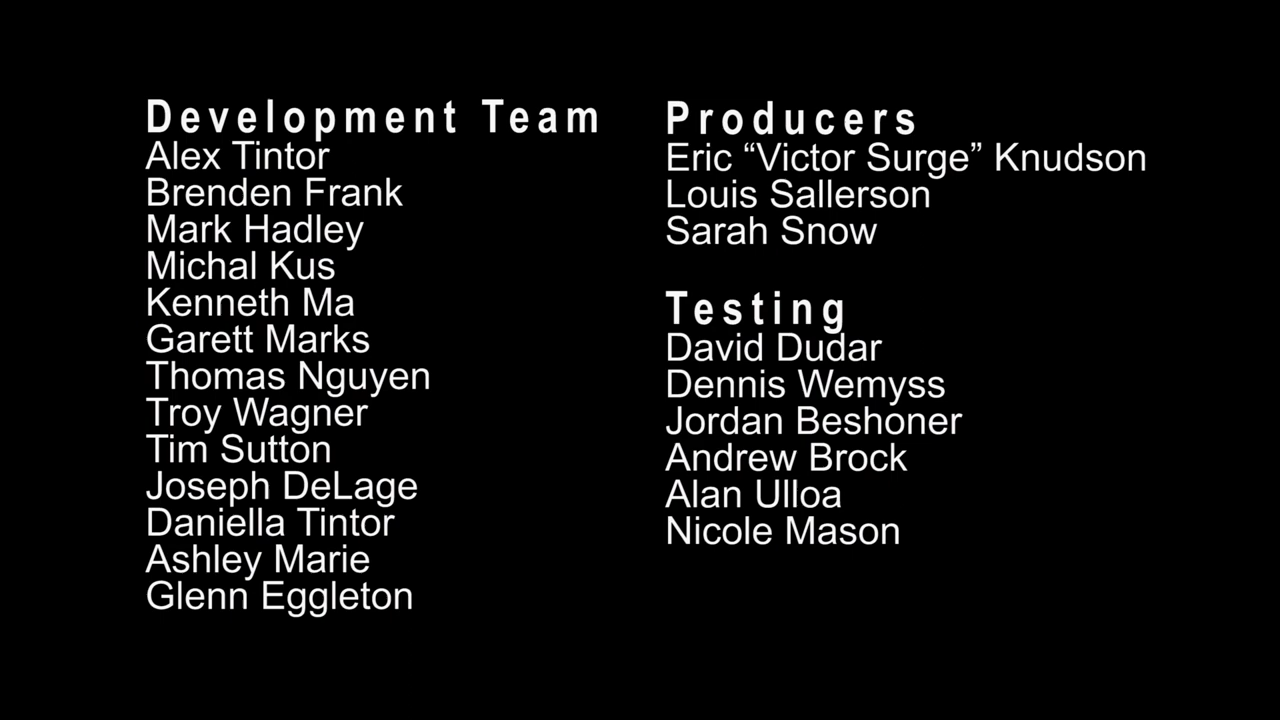 Development Team
Alex Tintor
Brenden Frank
Mark Hadley
Michal Kus
Kenneth Ma
Garett Marks
Thomas Nguyen
Troy Wagner
Tim Sutton
Joseph DeLage
Daniella Tintor
Ashley Marie
Glenn Eggleton
Producers
Eric “Victor Surge” Knudson
Louis Sallerson
Sarah Snow
Testing
David Dudar
Dennis Wemyss
Jordan Beshoner
Andrew Brock
Alan Ulloa
Nicole Mason